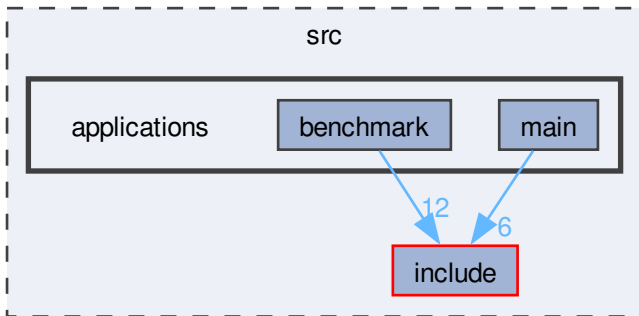 src
applications
benchmark
main
12
6
include